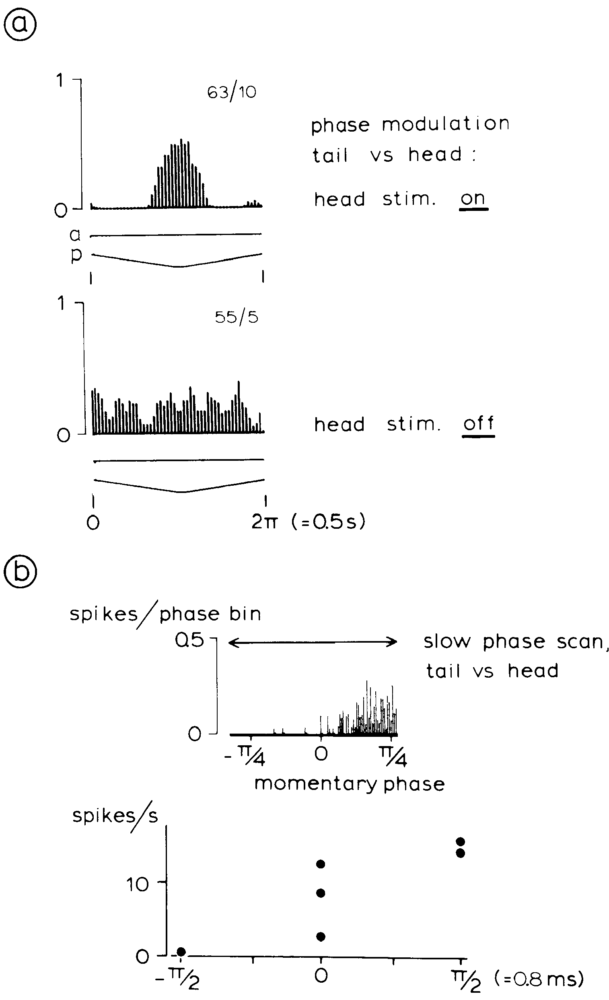 a
1
63/10
phase modulation
tail vs head :
head stim. on
0
a
p
1
55/5
head stim. off
0
0 2π (=0.5s)
b
spikes/phase bin
0.5
slow phase scan,
tail vs head
0
-π/4 0 π/4
momentary phase
spikes/s
10
0
-π/2 0 π/2 (=0.8ms)